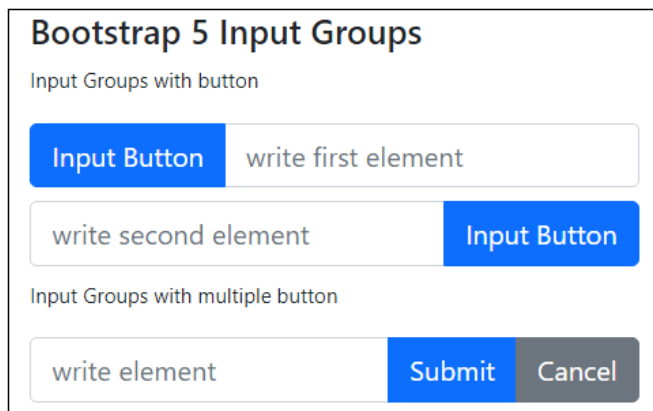 Bootstrap 5 Input Groups
Input Groups with button
Input Button write first element
write second element Input Button
Input Groups with multiple button
write element Submit Cancel